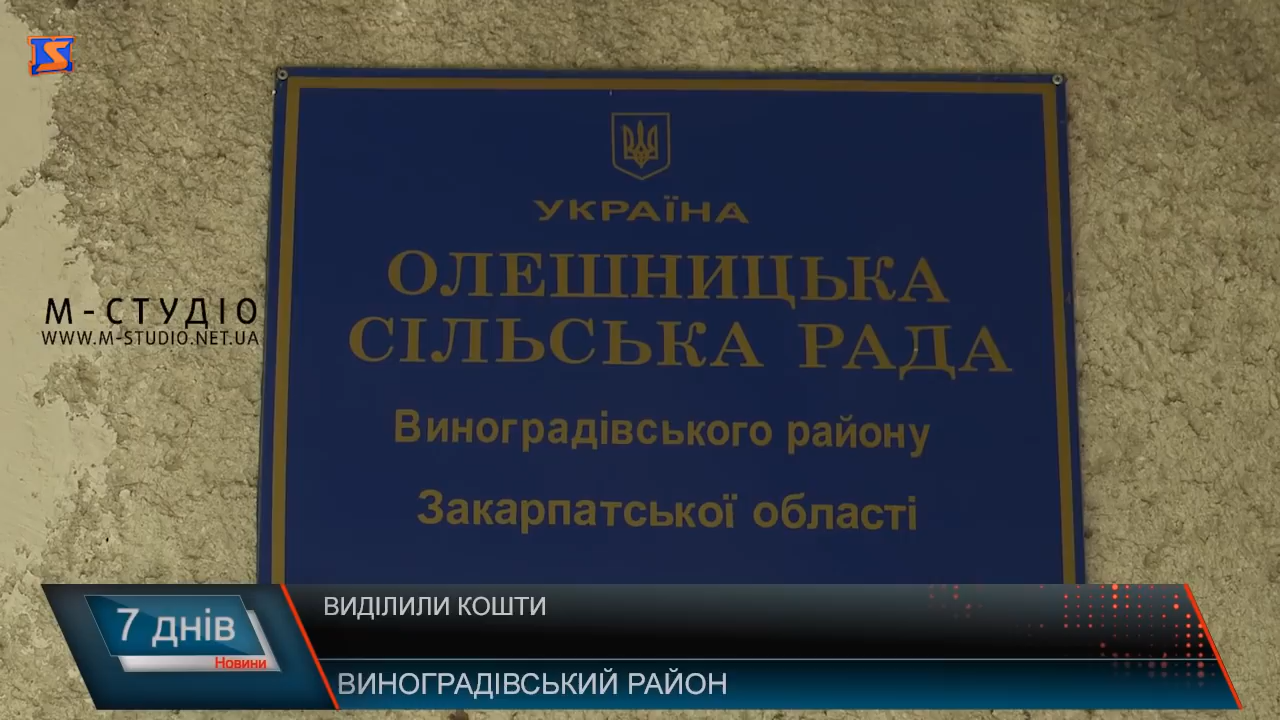 УКРАЇНА
ОЛЕШНИЦЬКА
СІЛЬСЬКА РАДА
Виноградівського району
Закарпатської області
М-СТУДІО
WWW.M-STUDIO.NET.UA
7 днів
Новини
ВИДІЛИЛИ КОШТИ
ВИНОГРАДІВСЬКИЙ РАЙОН